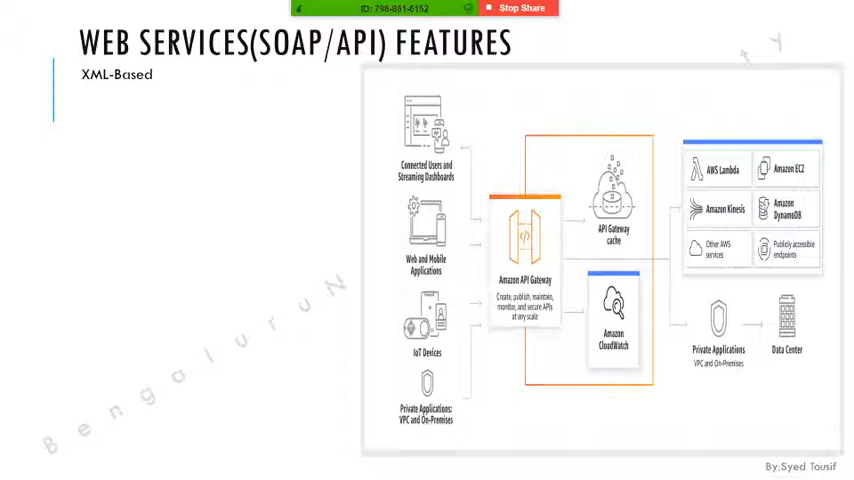 ID: 798-861-6152
Stop Share
WEB SERVICES(SOAP/API) FEATURES
XML-Based
Connected Users and
Streaming Dashboards
Web and Mobile
Applications
IoT Devices
Private Applications:
VPC and On-Premises
Amazon API Gateway
Create, publish, maintain,
monitor, and secure APIs
at any scale
API Gateway
cache
Amazon
CloudWatch
AWS Lambda
Amazon EC2
Amazon Kinesis
Amazon
DynamoDB
Other AWS
services
Publicly accessible
endpoints
Private Applications
VPC and On-Premises
Data Center
BengaluruN
ty
By:Syed Tousif